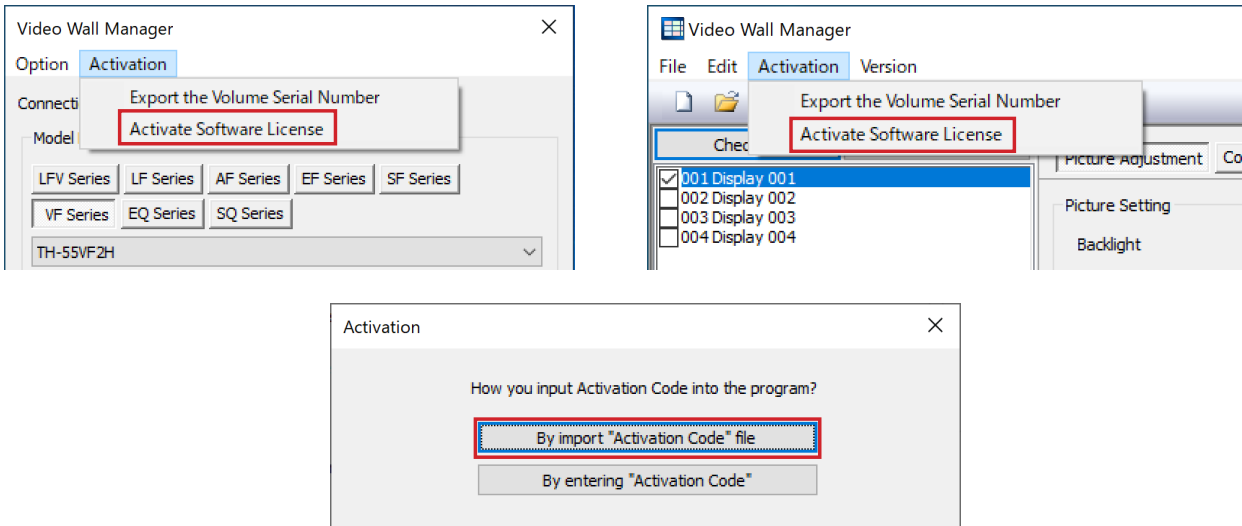 Video Wall Manager
Option Activation
Export the Volume Serial Number
Connecti
Activate Software License
Model
LFV Series LF Series AF Series EF Series SF Series
VF Series EQ Series SQ Series
TH-55VF2H
Video Wall Manager
File Edit Activation Version
Export the Volume Serial Number
Activate Software License
Chec
Picture Adjustment Co
001 Display 001
002 Display 002
003 Display 003
004 Display 004
Picture Setting
Backlight
Activation
How you input Activation Code into the program?
By import "Activation Code" file
By entering "Activation Code"